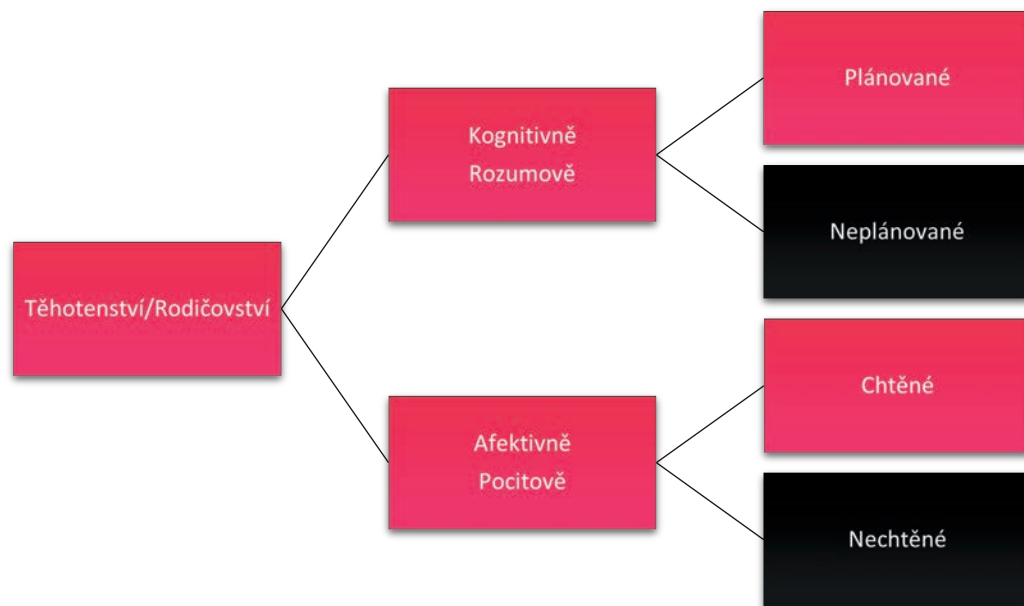 Těhotenství/Rodičovství
Kognitivně
Rozumově
Plánované
Neplánované
Afektivně
Pocitově
Chtěné
Nechtěné